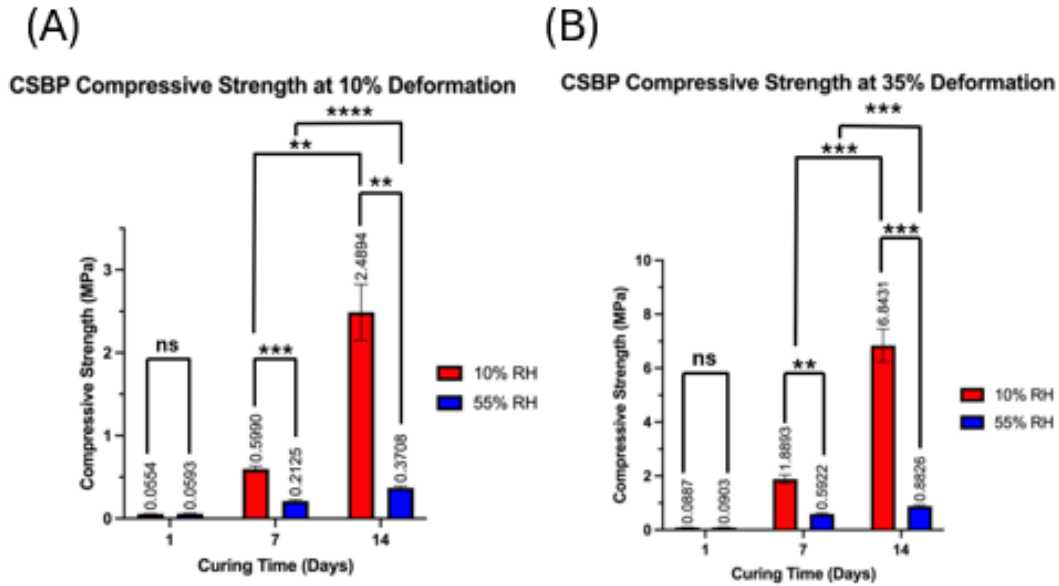 (A)
CSBP Compressive Strength at 10% Deformation
****
**
**
***
ns
Compressive Strength (MPa)
3
2
1
0
0.0554
0.0593
0.5990
0.2125
2.4894
0.3708
1
7
14
Curing Time (Days)
10% RH
55% RH
(B)
CSBP Compressive Strength at 35% Deformation
***
***
***
**
ns
Compressive Strength (MPa)
10
8
6
4
2
0
0.0887
0.0903
1.8893
0.5922
6.8431
0.8826
1
7
14
Curing Time (Days)
10% RH
55% RH